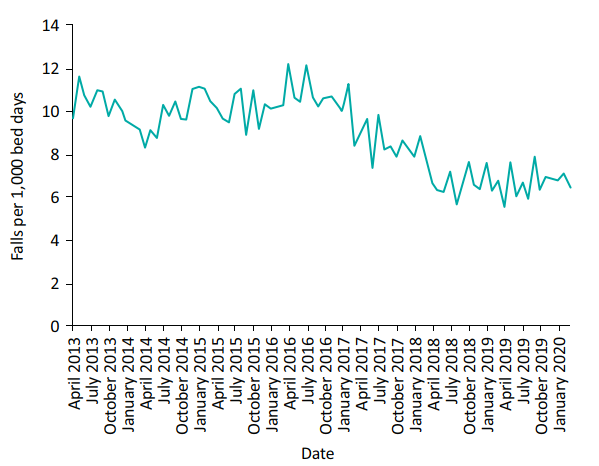 14
12
10
8
6
4
2
0
Falls per 1,000 bed days
April 2013
July 2013
October 2013
January 2014
April 2014
July 2014
October 2014
January 2015
April 2015
July 2015
October 2015
January 2016
April 2016
July 2016
October 2016
January 2017
April 2017
July 2017
October 2017
January 2018
April 2018
July 2018
October 2018
January 2019
April 2019
July 2019
October 2019
January 2020
Date